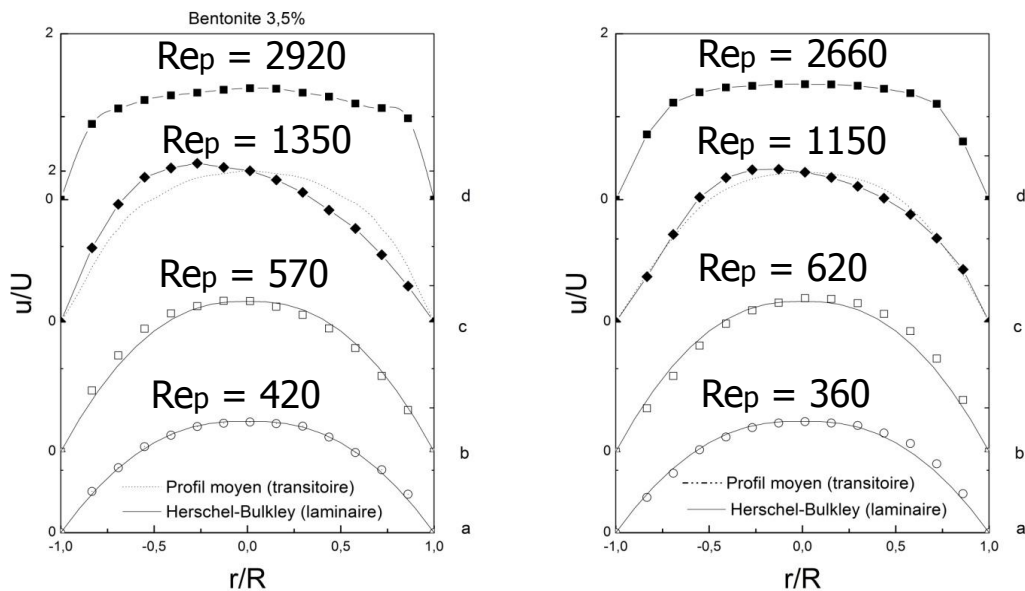 Bentonite 3,5%
2
Rep = 2920
Rep = 1350
2
0
d
Rep = 570
u/U
0
c
Rep = 420
0
b
Profil moyen (transitoire)
Herschel-Bulkley (laminaire)
0
a
-1,0 -0,5 0,0 0,5 1,0
r/R
2
Rep = 2660
Rep = 1150
2
0
d
Rep = 620
u/U
0
c
Rep = 360
0
b
Profil moyen (transitoire)
Herschel-Bulkley (laminaire)
0
a
-1,0 -0,5 0,0 0,5 1,0
r/R